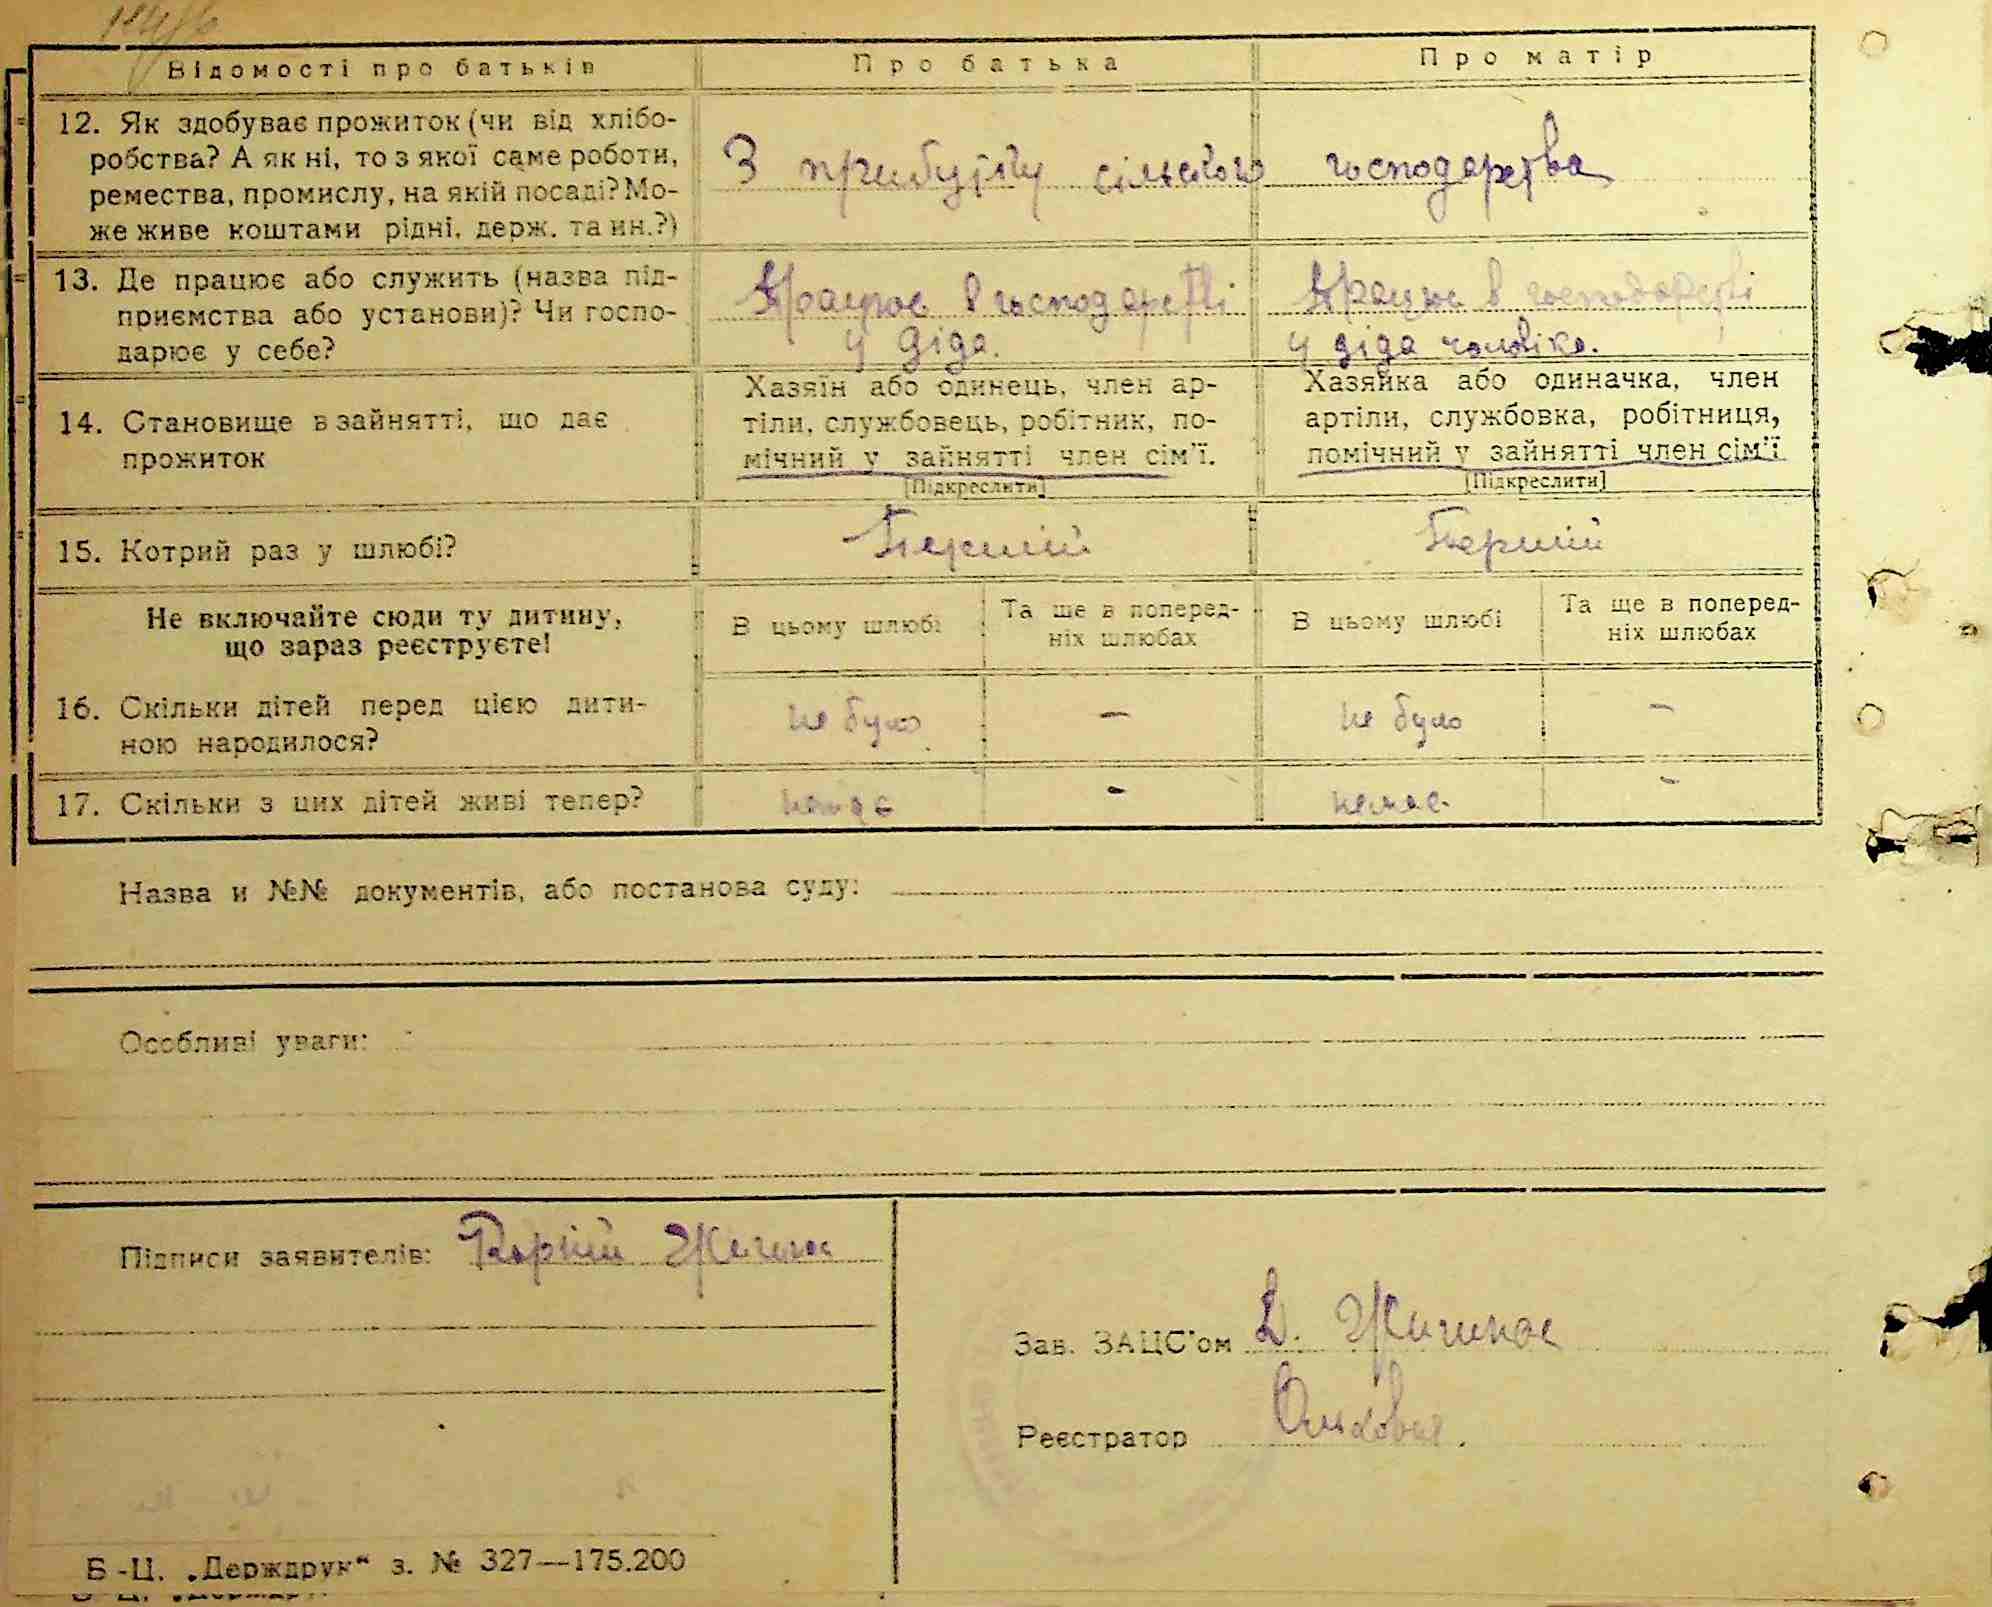 Відомості про батьків
Про батька
Про матір
12. Як здобуває прожиток (чи від хлібо-
робства? А як ні, то з якої саме роботи,
ремества, промислу, на якій посаді? Мо-
же живе коштами рідні, держ. та ин.?)
З прибутку сільского господарства
13. Де працює або служить (назва під-
приємства або установи)? Чи госпо-
дарює у себе?
Працює в господарстві
у діда.
Працює в господарстві
у діда чоловіка.
14. Становище в зайнятті, що дає
прожиток
Хазяїн або одинець, член ар-
тіли, службовець, робітник, по-
мічний у зайнятті член сім'ї.
[Підкреслити]
Хазяйка або одиначка, член
артіли, службовка, робітниця,
помічний у зайнятті член сім'ї
[Підкреслити]
15. Котрий раз у шлюбі?
Перший
Перший
Не включайте сюди ту дитину,
що зараз реєструєте!
В цьому шлюбі
Та ще в поперед-
ніх шлюбах
В цьому шлюбі
Та ще в поперед-
ніх шлюбах
16. Скільки дітей перед цією дити-
ною народилося?
не було
–
не було
–
17. Скільки з цих дітей живі тепер?
немає
-
немає
-
Назва и №№ документів, або постанова суду:
Особливі уваги:
Підписи заявителів:
Зав. ЗАЦС'ом Д.
Реєстратор
Б-Ц. „Держдрук“ з. № 327—175.200